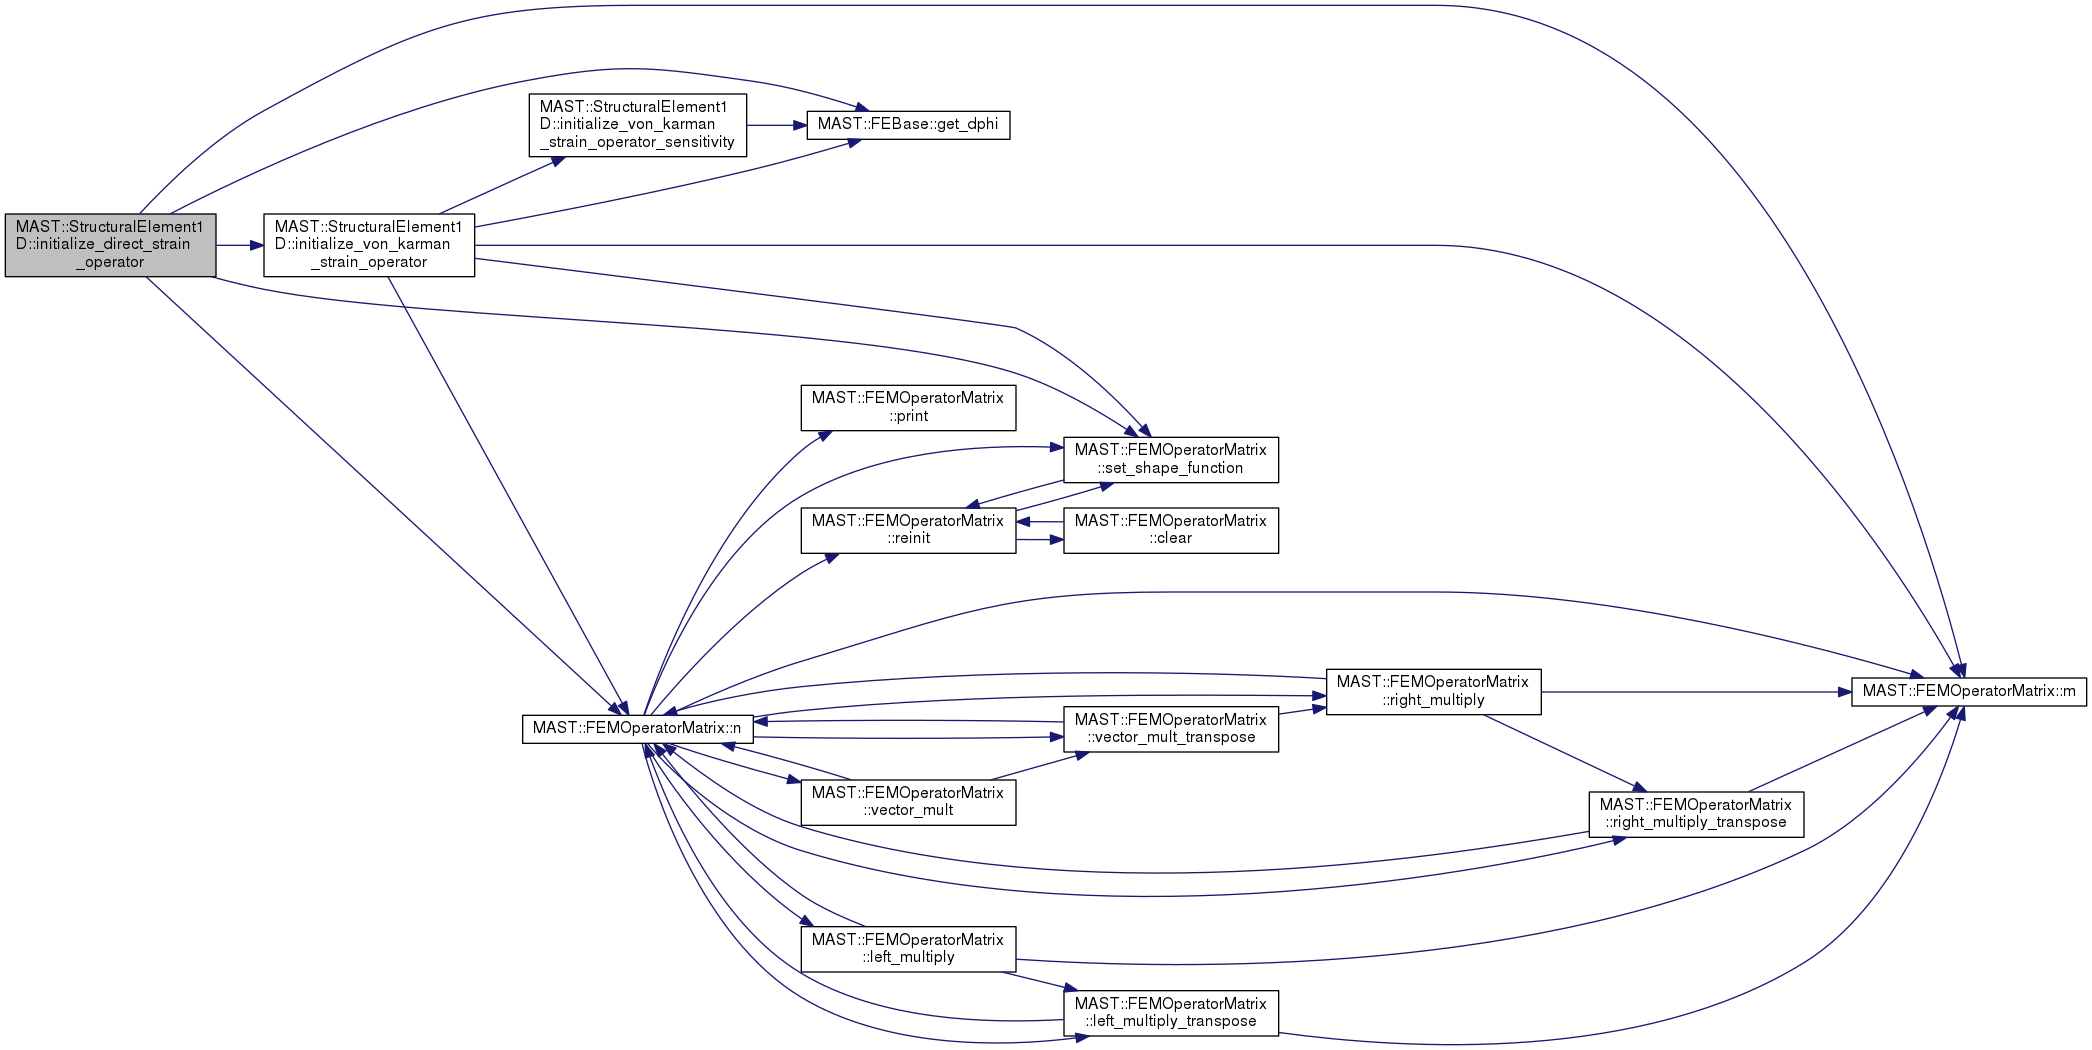 MAST::StructuralElement1
D::initialize_direct_strain
_operator
MAST::StructuralElement1
D::initialize_von_karman
_strain_operator
MAST::StructuralElement1
D::initialize_von_karman
_strain_operator_sensitivity
MAST::FEBase::get_dphi
MAST::FEMOperatorMatrix
::print
MAST::FEMOperatorMatrix
::set_shape_function
MAST::FEMOperatorMatrix
::reinit
MAST::FEMOperatorMatrix
::clear
MAST::FEMOperatorMatrix::n
MAST::FEMOperatorMatrix
::right_multiply
MAST::FEMOperatorMatrix::m
MAST::FEMOperatorMatrix
::vector_mult_transpose
MAST::FEMOperatorMatrix
::vector_mult
MAST::FEMOperatorMatrix
::right_multiply_transpose
MAST::FEMOperatorMatrix
::left_multiply
MAST::FEMOperatorMatrix
::left_multiply_transpose